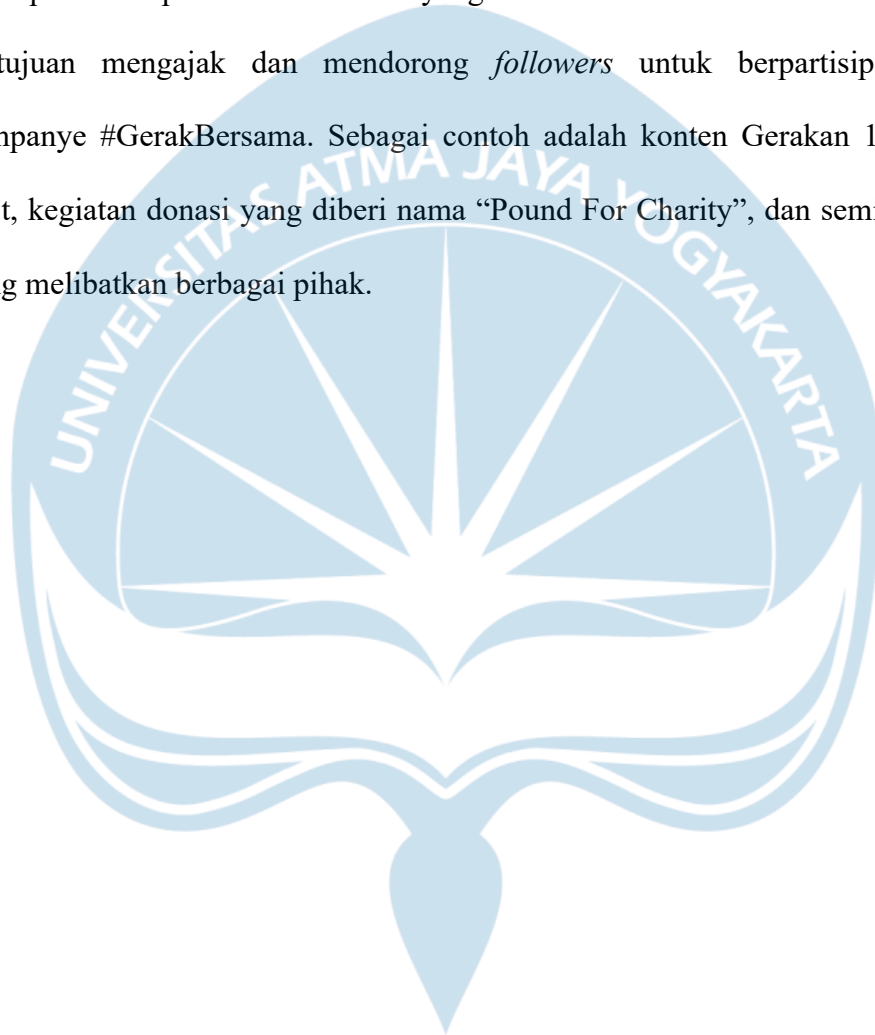 tujuan mengajak dan mendorong followers untuk berpartisip
npanye #GerakBersama. Sebagai contoh adalah konten Gerakan 1
t, kegiatan donasi yang diberi nama “Pound For Charity”, dan semi
g melibatkan berbagai pihak.
UNIVERSITAS ATMA JAYA YOGYAKARTA